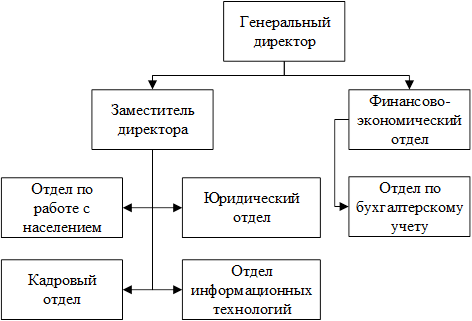 Генеральный
директор
Заместитель
директора
Финансово-
экономический
отдел
Отдел по
работе с
населением
Юридический
отдел
Отдел по
бухгалтерскому
учету
Кадровый
отдел
Отдел
информационных
технологий